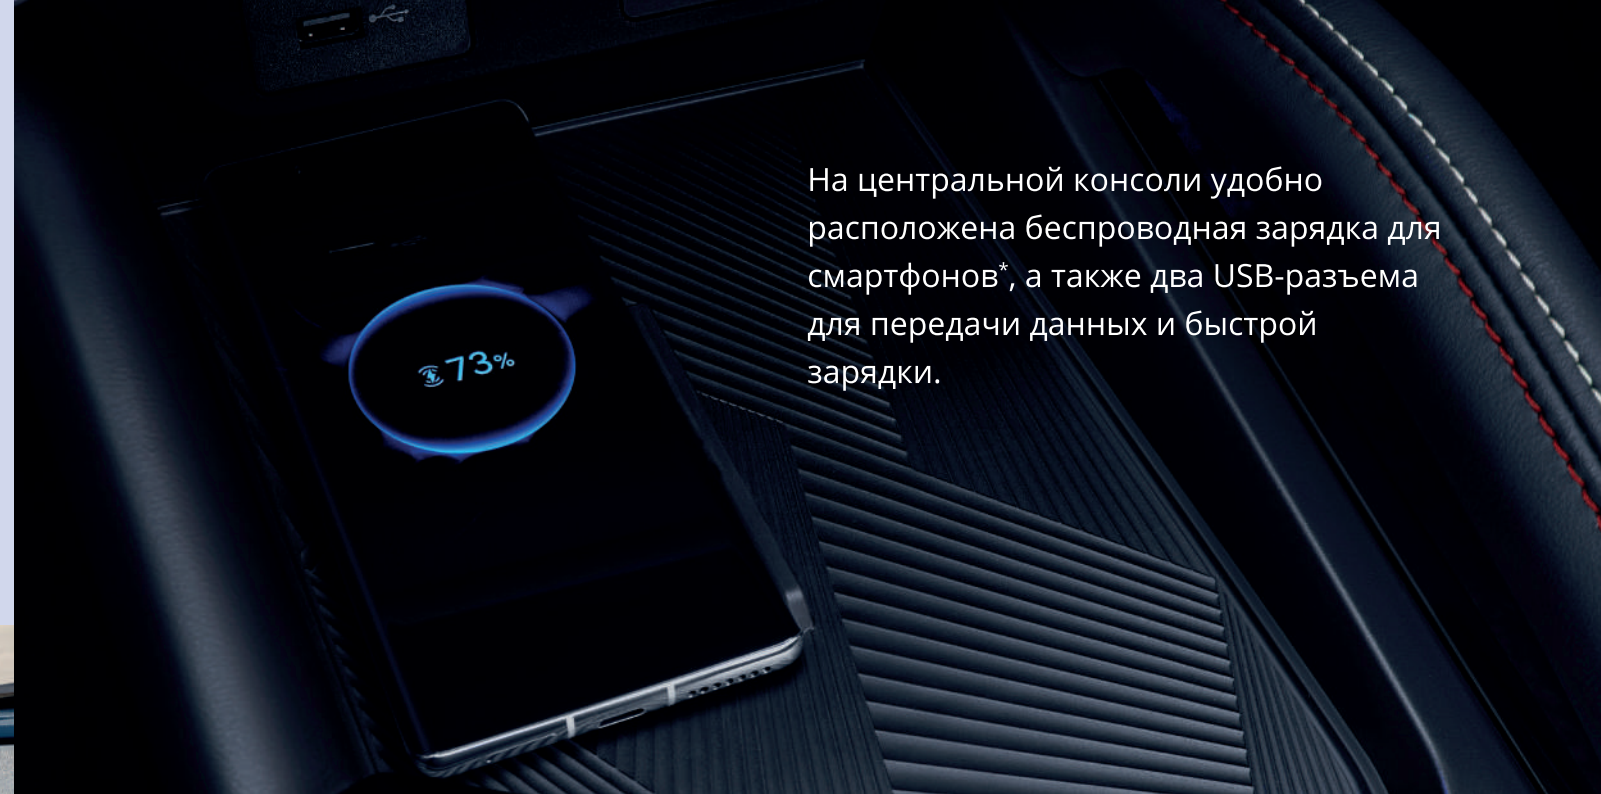 73%
На центральной консоли удобно
расположена беспроводная зарядка для
смартфонов*, а также два USB-разъема
для передачи данных и быстрой
зарядки.